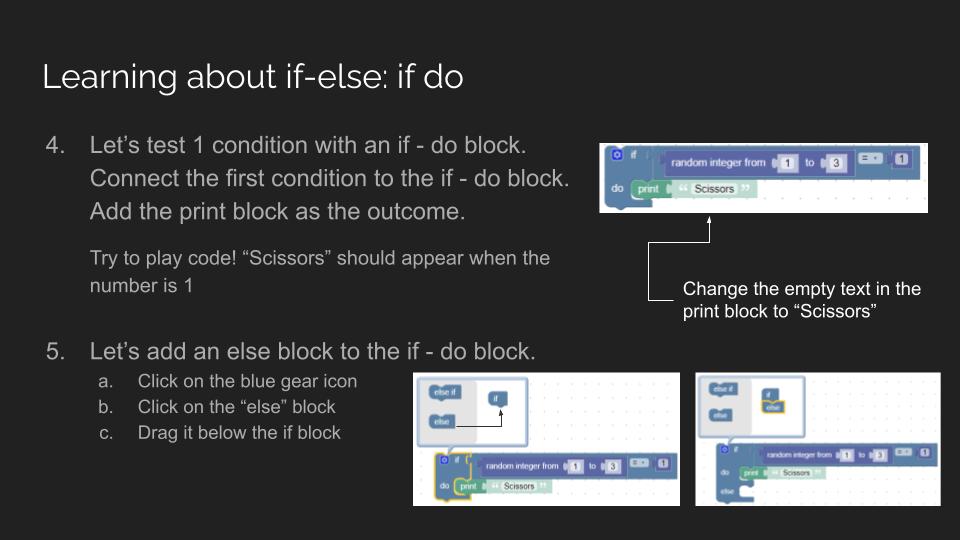 Learning about if-else: if do
4. Let’s test 1 condition with an if - do block.
Connect the first condition to the if - do block.
Add the print block as the outcome.
Try to play code! “Scissors” should appear when the
number is 1
if random integer from 1 to 3 = 1
do print “ Scissors ”
Change the empty text in the
print block to “Scissors”
5. Let’s add an else block to the if - do block.
a. Click on the blue gear icon
b. Click on the “else” block
c. Drag it below the if block
else if
if
else
if random integer from 1 to 3 = 1
do print “ Scissors ”
else if
if
else
else
if random integer from 1 to 3 = 1
do print “ Scissors ”
else